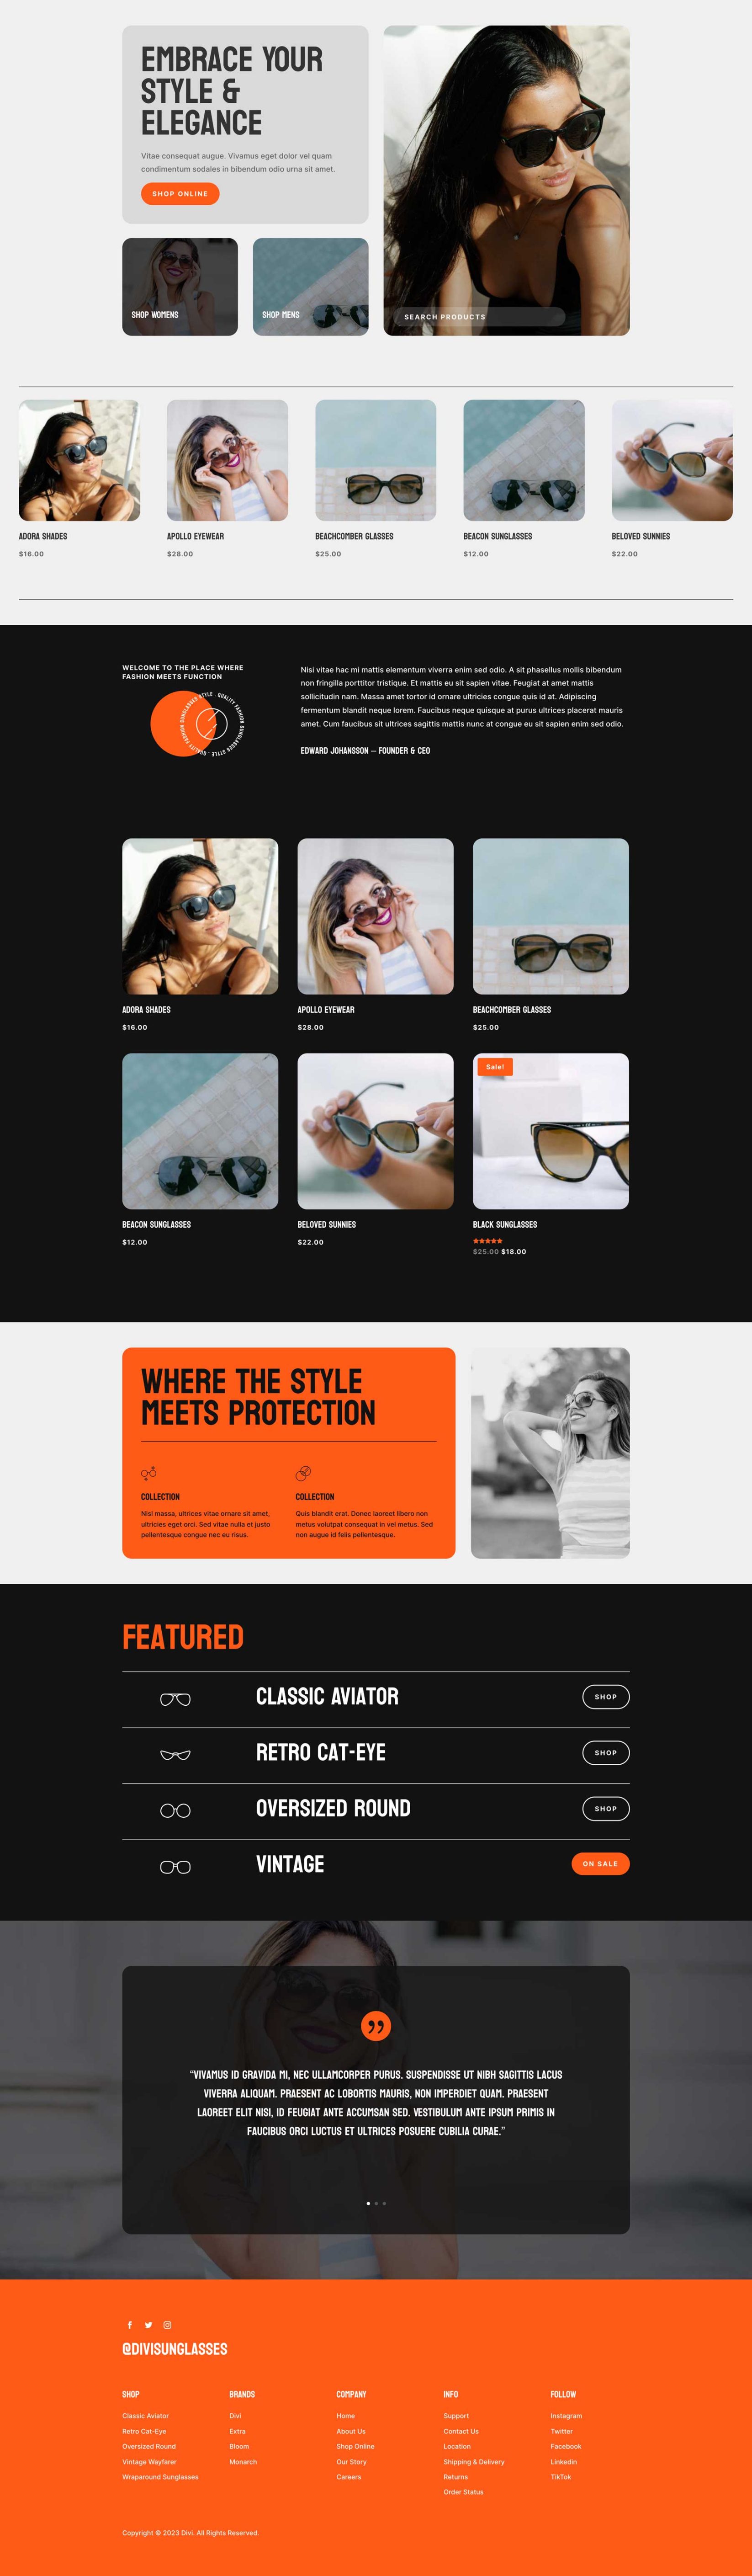 EMBRACE YOUR
STYLE &
ELEGANCE
Vitae consequat augue. Vivamus eget dolor vel quam
condimentum sodales in bibendum odio urna sit amet.
SHOP ONLINE
SHOP WOMENS
SHOP MENS
SEARCH PRODUCTS
ADORA SHADES
$16.00
APOLLO EYEWEAR
$28.00
BEACHCOMBER GLASSES
$25.00
BEACON SUNGLASSES
$12.00
BELOVED SUNNIES
$22.00
WELCOME TO THE PLACE WHERE
FASHION MEETS FUNCTION
QUALITY FASHION SUNGLASSES STYLE . QUALITY FASHION SUNGLASSES STYLE .
Nisi vitae hac mi mattis elementum viverra enim sed odio. A sit phasellus mollis bibendum
non fringilla porttitor tristique. Et mattis eu sit sapien vitae. Feugiat at amet mattis
sollicitudin nam. Massa amet tortor id ornare ultricies congue quis id at. Adipiscing
fermentum blandit neque lorem. Faucibus neque quisque at purus ultrices placerat mauris
amet. Cum faucibus sit ultrices sagittis mattis nunc at congue eu sit sapien enim sed odio.
EDWARD JOHANSSON – FOUNDER & CEO
ADORA SHADES
$16.00
APOLLO EYEWEAR
$28.00
BEACHCOMBER GLASSES
$25.00
BEACON SUNGLASSES
$12.00
BELOVED SUNNIES
$22.00
Sale!
BLACK SUNGLASSES
$25.00 $18.00
WHERE THE STYLE
MEETS PROTECTION
COLLECTION
Nisl massa, ultrices vitae ornare sit amet,
ultricies eget orci. Sed vitae nulla et justo
pellentesque congue nec eu risus.
COLLECTION
Quis blandit erat. Donec laoreet libero non
metus volutpat consequat in vel metus. Sed
non augue id felis pellentesque.
FEATURED
CLASSIC AVIATOR
SHOP
RETRO CAT-EYE
SHOP
OVERSIZED ROUND
SHOP
VINTAGE
ON SALE
“VIVAMUS ID GRAVIDA MI, NEC ULLAMCORPER PURUS. SUSPENDISSE UT NIBH SAGITTIS LACUS
VIVERRA ALIQUAM. PRAESENT AC LOBORTIS MAURIS, NON IMPERDIET QUAM. PRAESENT
LAOREET ELIT NISI, ID FEUGIAT ANTE ACCUMSAN SED. VESTIBULUM ANTE IPSUM PRIMIS IN
FAUCIBUS ORCI LUCTUS ET ULTRICES POSUERE CUBILIA CURAE.”
@DIVISUNGLASSES
SHOP
Classic Aviator
Retro Cat-Eye
Oversized Round
Vintage Wayfarer
Wraparound Sunglasses
BRANDS
Divi
Extra
Bloom
Monarch
COMPANY
Home
About Us
Shop Online
Our Story
Careers
INFO
Support
Contact Us
Location
Shipping & Delivery
Returns
Order Status
FOLLOW
Instagram
Twitter
Facebook
Linkedin
TikTok
Copyright © 2023 Divi. All Rights Reserved.